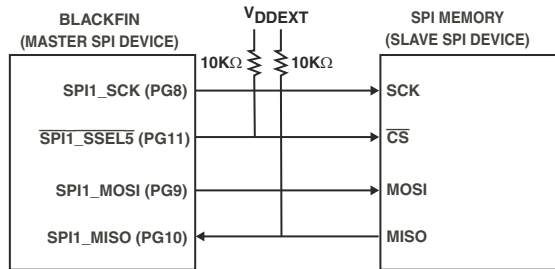 BLACKFIN
(MASTER SPI DEVICE)
VDDEXT
SPI MEMORY
(SLAVE SPI DEVICE)
10KΩ
10KΩ
SPI1_SCK (PG8)
SCK
SPI1_SSEL5 (PG11)
CS
SPI1_MOSI (PG9)
MOSI
SPI1_MISO (PG10)
MISO